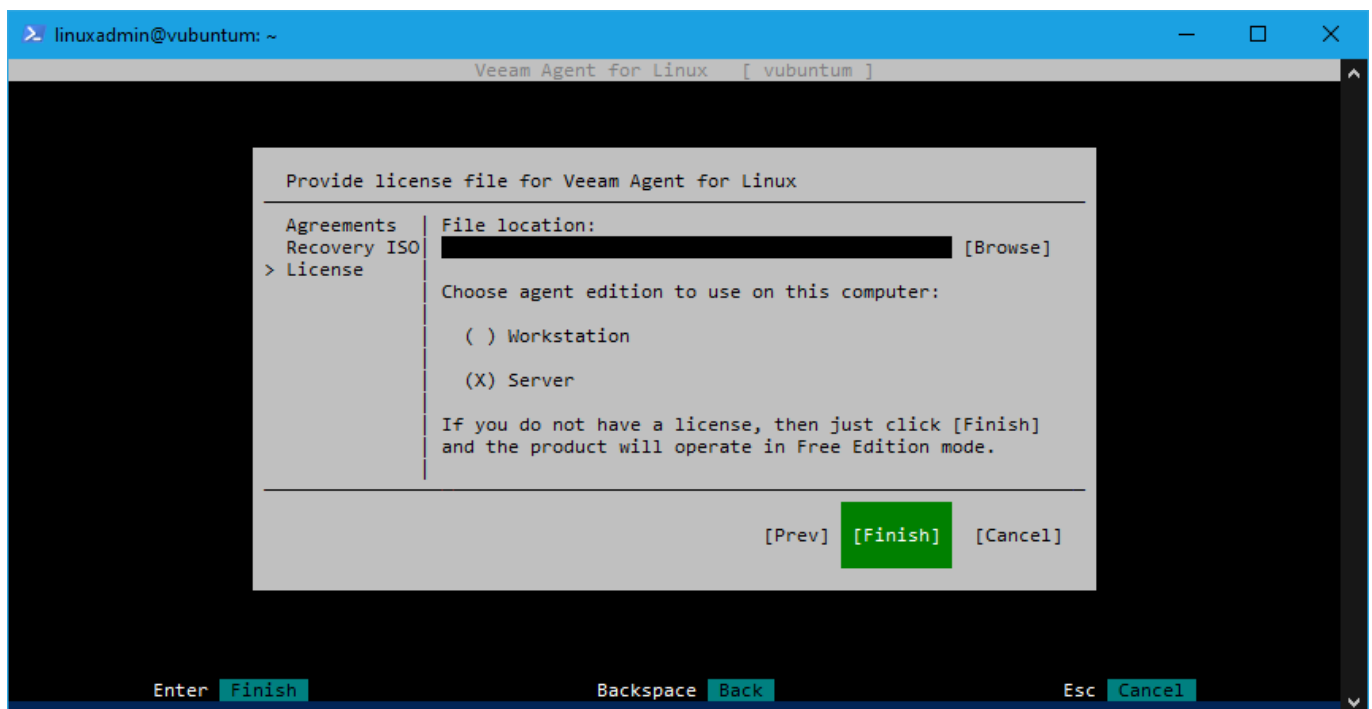 linuxadmin@vubuntum: ~
Veeam Agent for Linux [ vubuntum ]
Provide license file for Veeam Agent for Linux
Agreements
Recovery ISO
> License
File location:
[Browse]
Choose agent edition to use on this computer:
( ) Workstation
(X) Server
If you do not have a license, then just click [Finish]
and the product will operate in Free Edition mode.
[Prev] [Finish] [Cancel]
Enter Finish Backspace Back Esc Cancel